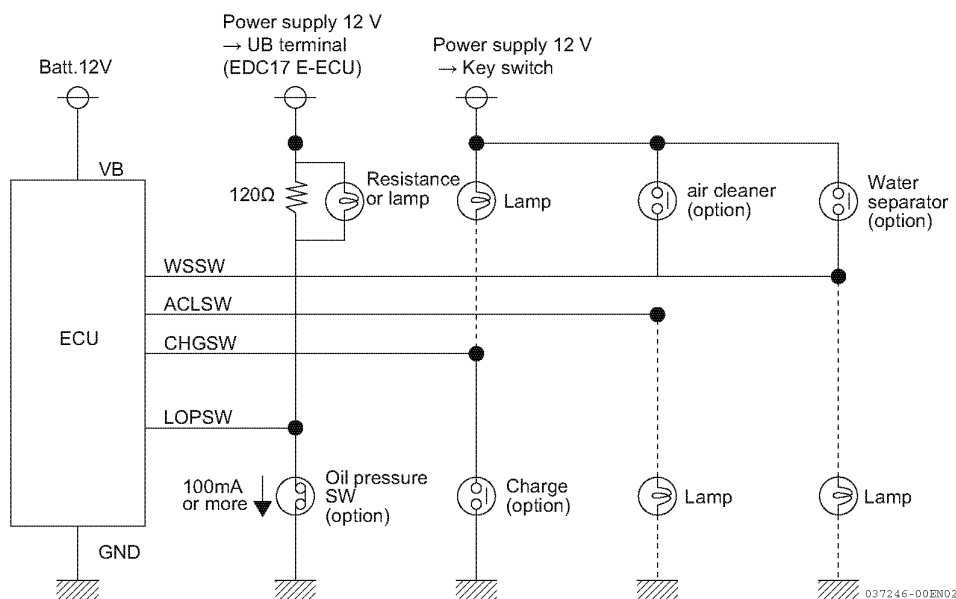 Power supply 12 V
→ UB terminal
(EDC17 E-ECU)
Power supply 12 V
→ Key switch
Batt.12V
VB
120Ω
Resistance
or lamp
Lamp
air cleaner
(option)
Water
separator
(option)
WSSW
ACLSW
ECU
CHGSW
LOPSW
100mA
or more
Oil pressure
SW
(option)
Charge
(option)
Lamp
Lamp
GND
037246-00EN02